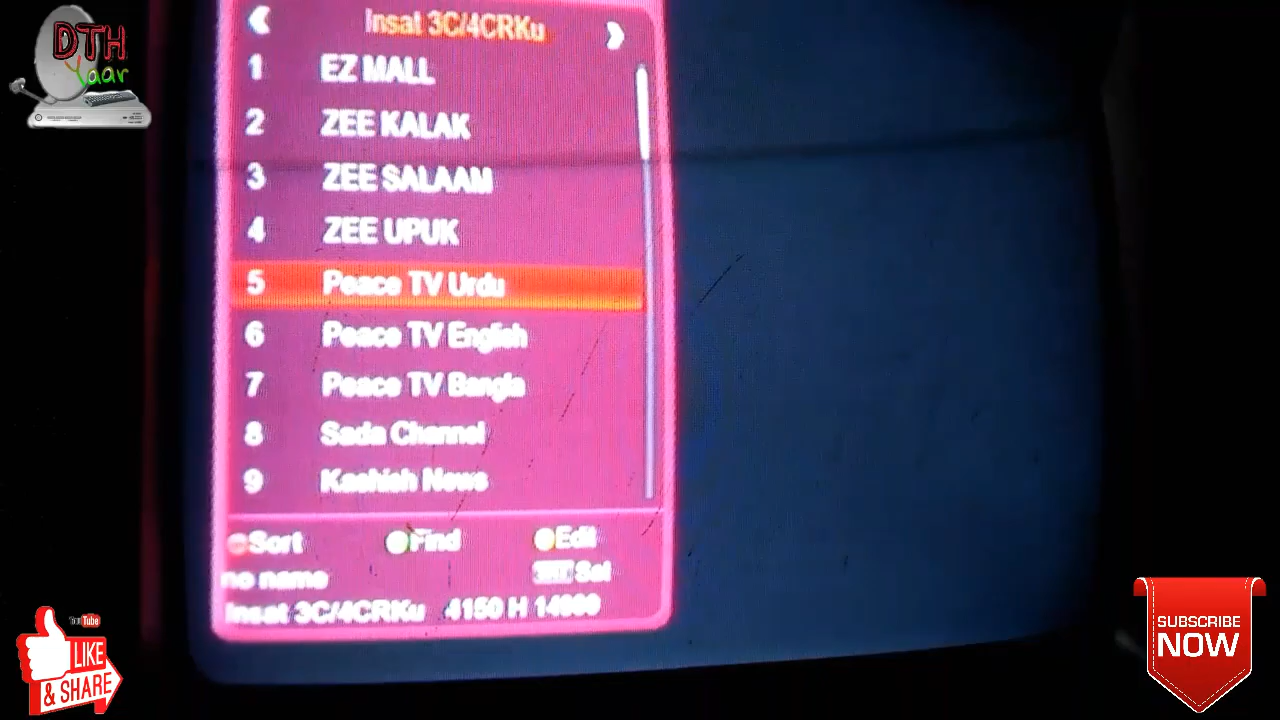 DTH
Yaar
Insat 3C/4CRKu
1 EZ MALL
2 ZEE KALAK
3 ZEE SALAAM
4 ZEE UPUK
5 Peace TV Urdu
6 Peace TV English
7 Peace TV Bangla
8 Sada Channel
9 Kashish News
Sort Find Edit
no name Sat
Insat 3C/4CRKu 4150 H
YouTube
LIKE
& SHARE
SUBSCRIBE
NOW